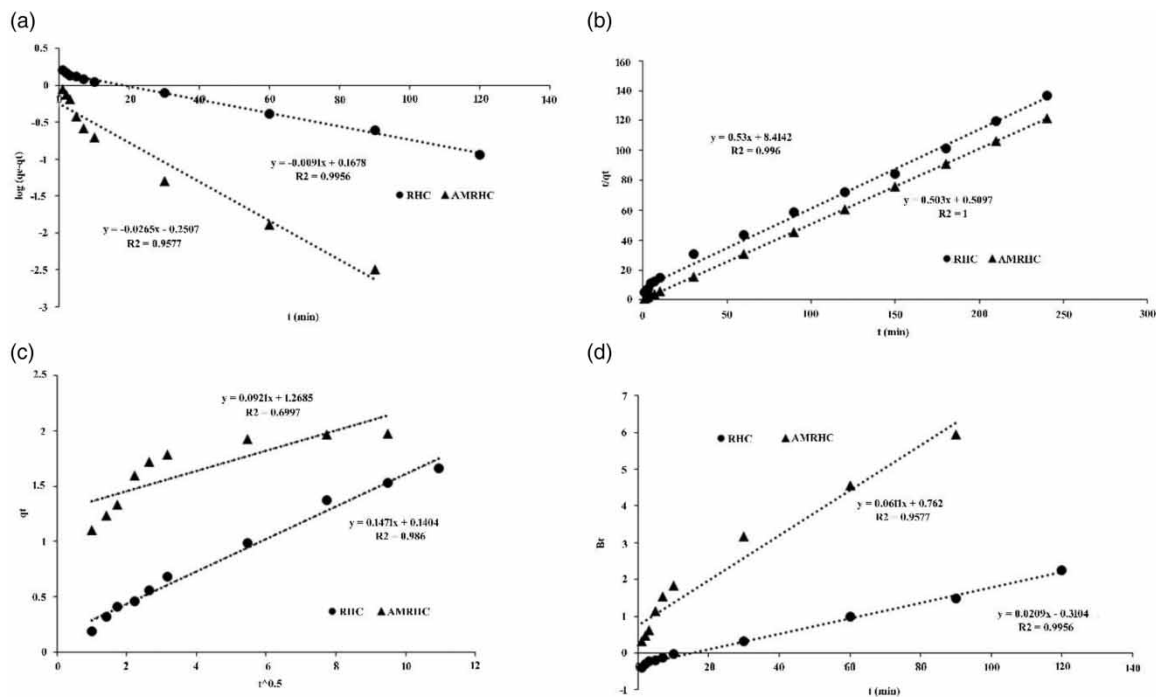 (a)
0.5
0
0 20 40 60 80 100 120 140
-0.5
-1
-1.5
-2
-2.5
-3
log (qe-qt)
y = -0.0091x + 0.1678
R2 = 0.9956
RHC AMRHC
y = -0.0265x - 0.2507
R2 = 0.9577
t (min)
(b)
160
140
120
100
80
60
40
20
0
t/qt
y = 0.53x + 8.4142
R2 = 0.996
y = 0.503x + 0.5097
R2 = 1
RHC AMRHC
0 50 100 150 200 250 300
t (min)
(c)
2.5
2
1.5
1
0.5
0
qt
y = 0.0921x + 1.2685
R2 = 0.6997
y = 0.1471x + 0.1404
R2 = 0.986
RHC AMRHC
0 2 4 6 8 10 12
t^0.5
(d)
7
6
5
4
3
2
1
0
-1
Bt
RHC AMRHC
y = 0.0611x + 0.762
R2 = 0.9577
y = 0.0209x - 0.3104
R2 = 0.9956
0 20 40 60 80 100 120 140
t (min)